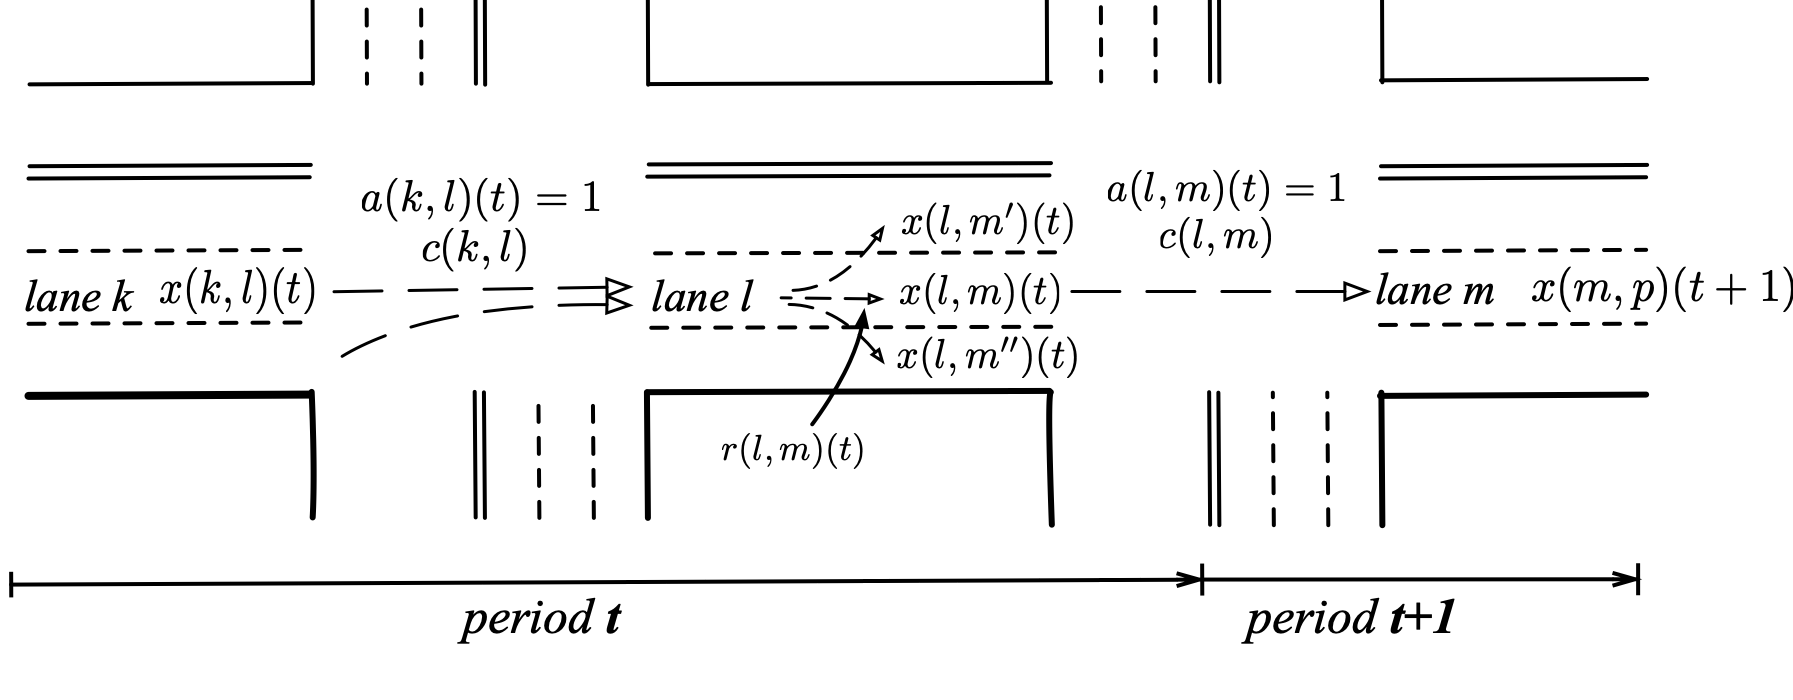 a(k, l)(t) = 1
c(k, l)
lane k x(k, l)(t)
lane l
x(l, m′)(t)
x(l, m)(t)
x(l, m″)(t)
r(l, m)(t)
a(l, m)(t) = 1
c(l, m)
lane m x(m, p)(t + 1)
period t
period t+1